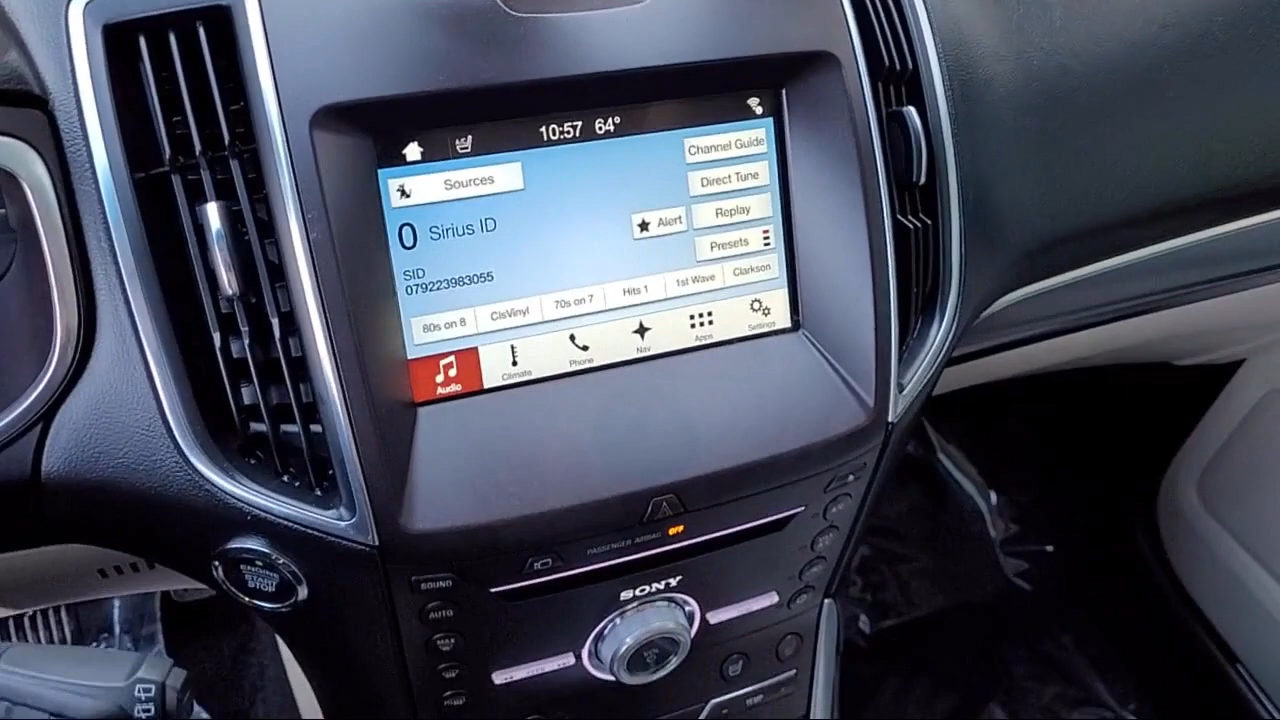 10:57 64°
A/C
Sources
Channel Guide
Direct Tune
0 Sirius ID
Alert
Replay
Presets
SID
079223983055
80s on 8
ClsVinyl
70s on 7
Hits 1
1st Wave
Clarkson
Audio
Climate
Phone
Nav
Apps
Settings
PASSENGER AIRBAG OFF
ENGINE
START
STOP
SOUND
SONY
AUTO
MAX
VOL
TEMP